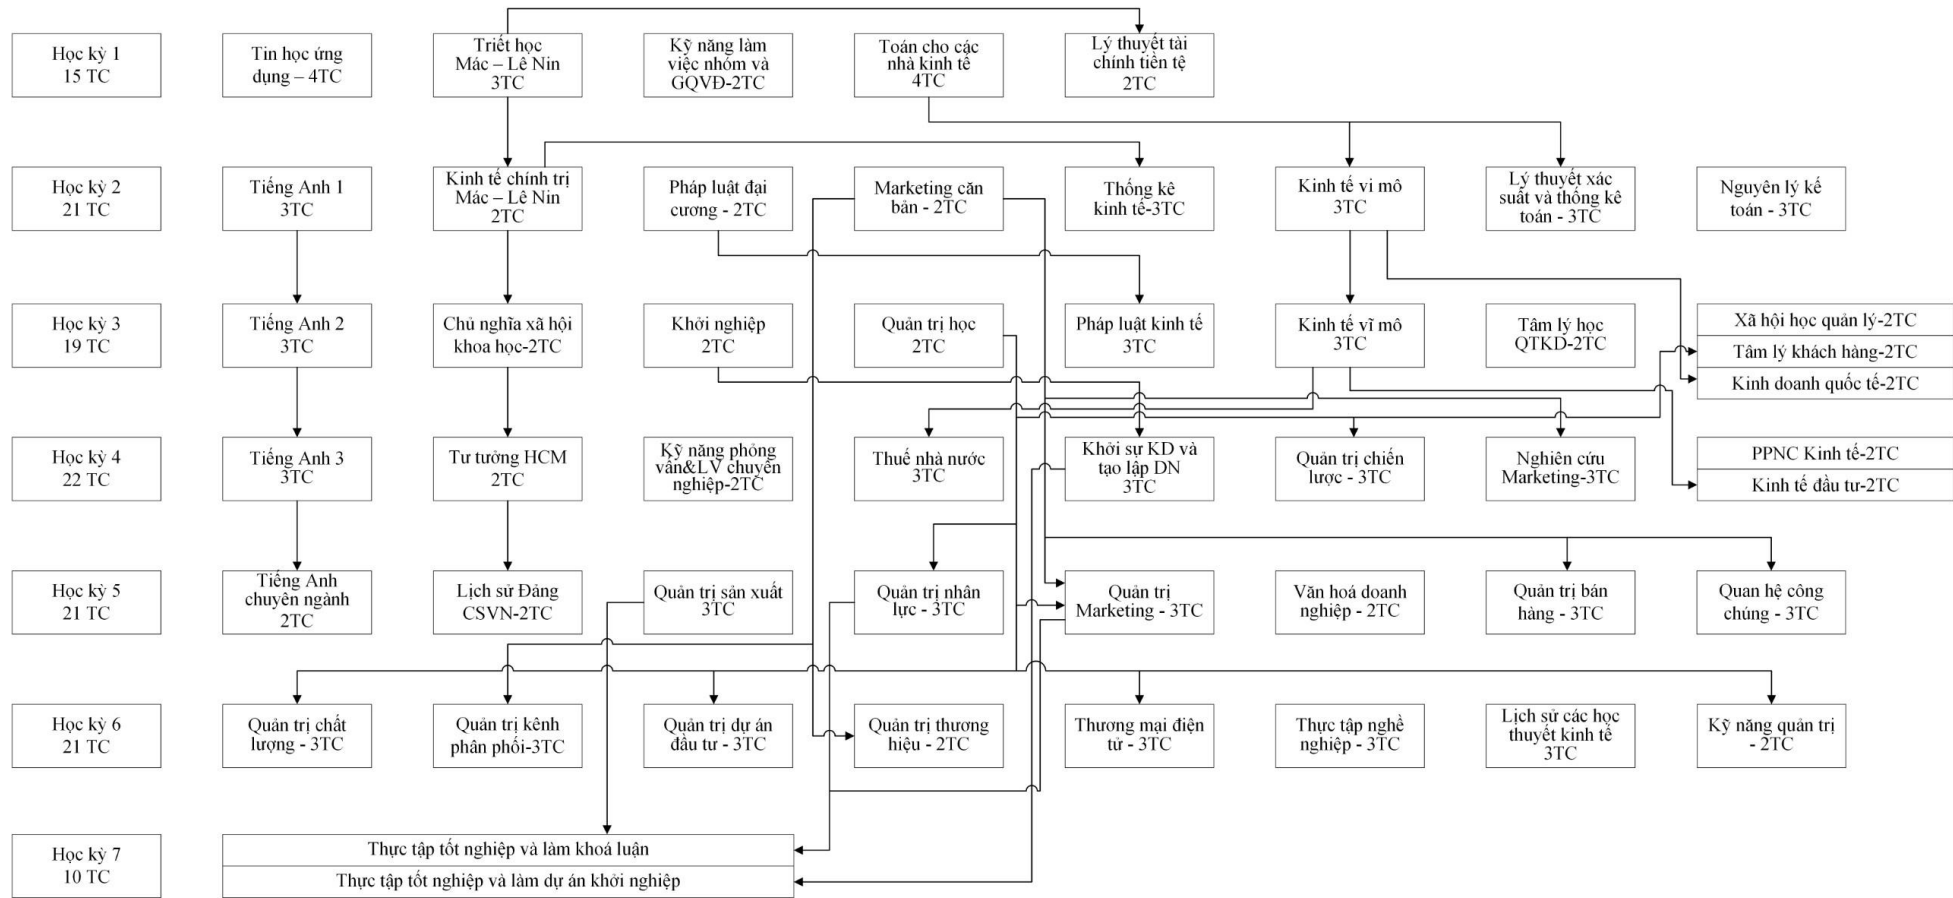 Học kỳ 1
15 TC
Tin học ứng
dụng – 4TC
Triết học
Mác – Lê Nin
3TC
Kỹ năng làm
việc nhóm và
GQVĐ-2TC
Toán cho các
nhà kinh tế
4TC
Lý thuyết tài
chính tiền tệ
2TC
Học kỳ 2
21 TC
Tiếng Anh 1
3TC
Kinh tế chính trị
Mác – Lê Nin
2TC
Pháp luật đại
cương - 2TC
Marketing căn
bản - 2TC
Thống kê
kinh tế-3TC
Kinh tế vi mô
3TC
Lý thuyết xác
suất và thống kê
toán - 3TC
Nguyên lý kế
toán - 3TC
Học kỳ 3
19 TC
Tiếng Anh 2
3TC
Chủ nghĩa xã hội
khoa học-2TC
Khởi nghiệp
2TC
Quản trị học
2TC
Pháp luật kinh tế
3TC
Kinh tế vĩ mô
3TC
Tâm lý học
QTKD-2TC
Xã hội học quản lý-2TC
Tâm lý khách hàng-2TC
Kinh doanh quốc tế-2TC
Học kỳ 4
22 TC
Tiếng Anh 3
3TC
Tư tưởng HCM
2TC
Kỹ năng phỏng
vấn&LV chuyên
nghiệp-2TC
Thuế nhà nước
3TC
Khởi sự KD và
tạo lập DN
3TC
Quản trị chiến
lược - 3TC
Nghiên cứu
Marketing-3TC
PPNC Kinh tế-2TC
Kinh tế đầu tư-2TC
Học kỳ 5
21 TC
Tiếng Anh
chuyên ngành
2TC
Lịch sử Đảng
CSVN-2TC
Quản trị sản xuất
3TC
Quản trị nhân
lực - 3TC
Quản trị
Marketing - 3TC
Văn hoá doanh
nghiệp - 2TC
Quản trị bán
hàng - 3TC
Quan hệ công
chúng - 3TC
Học kỳ 6
21 TC
Quản trị chất
lượng - 3TC
Quản trị kênh
phân phối-3TC
Quản trị dự án
đầu tư - 3TC
Quản trị thương
hiệu - 2TC
Thương mại điện
tử - 3TC
Thực tập nghề
nghiệp - 3TC
Lịch sử các học
thuyết kinh tế
3TC
Kỹ năng quản trị
- 2TC
Học kỳ 7
10 TC
Thực tập tốt nghiệp và làm khoá luận
Thực tập tốt nghiệp và làm dự án khởi nghiệp